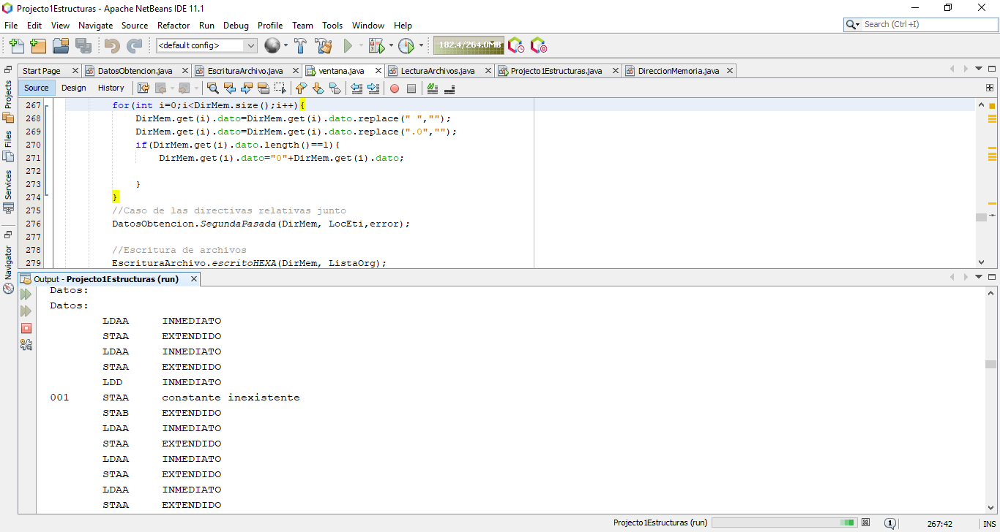 Projecto1Estructuras - Apache NetBeans IDE 11.1
File Edit View Navigate Source Refactor Run Debug Profile Team Tools Window Help
Search (Ctrl+I)
<default config>
182.4/264.0MB
Start Page
DatosObtencion.java
EscrituraArchivo.java
ventana.java
LecturaArchivos.java
Projecto1Estructuras.java
DireccionMemoria.java
Source Design History
Projects
Files
Services
Navigator
267 for(int i=0;i<DirMem.size();i++){
268 DirMem.get(i).dato=DirMem.get(i).dato.replace(" ","");
269 DirMem.get(i).dato=DirMem.get(i).dato.replace(".0","");
270 if(DirMem.get(i).dato.length()==1){
271 DirMem.get(i).dato="0"+DirMem.get(i).dato;
272
273 }
274 }
275 //Caso de las directivas relativas junto
276 DatosObtencion.SegundaPasada(DirMem, LocEti,error);
277
278 //Escritura de archivos
279 EscrituraArchivo.escritoHEXA(DirMem, ListaOrg);
Output - Projecto1Estructuras (run)
Datos:
Datos:
LDAA INMEDIATO
STAA EXTENDIDO
LDAA INMEDIATO
STAA EXTENDIDO
LDD INMEDIATO
001 STAA constante inexistente
STAB EXTENDIDO
LDAA INMEDIATO
STAA EXTENDIDO
LDAA INMEDIATO
STAA EXTENDIDO
LDAA INMEDIATO
STAA EXTENDIDO
Projecto1Estructuras (run)
1
267:42
INS